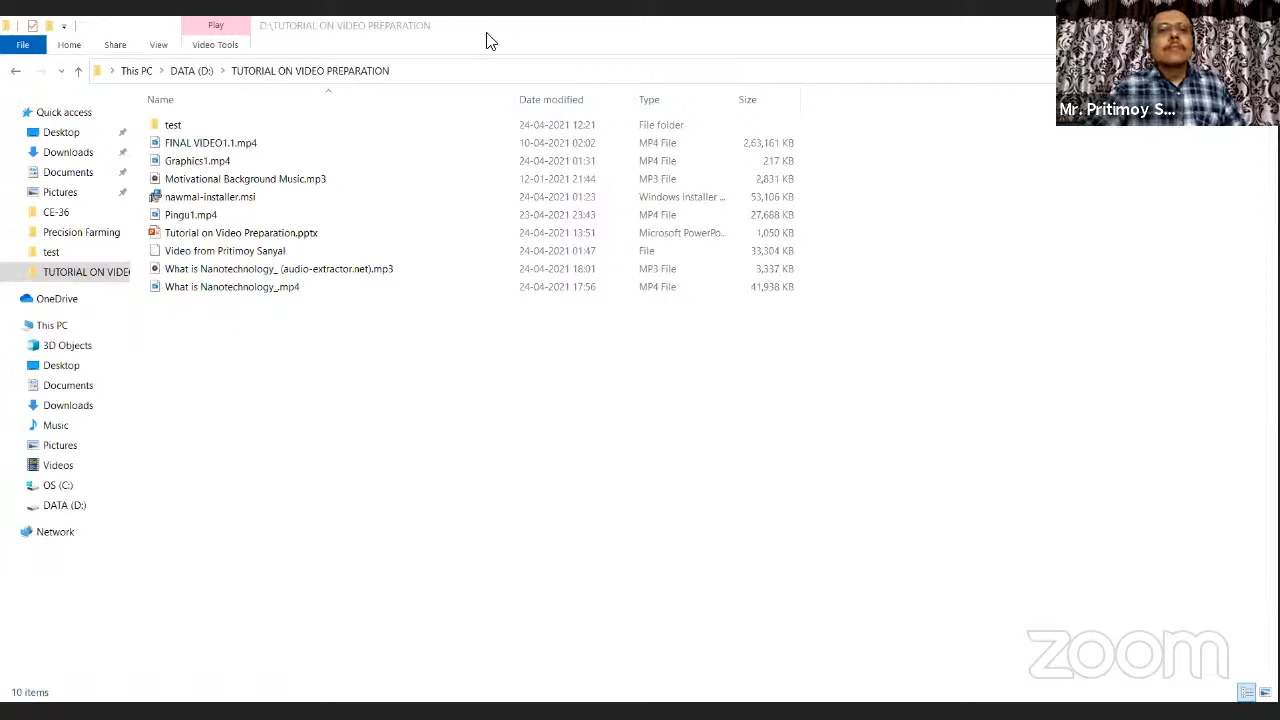 Play D:\TUTORIAL ON VIDEO PREPARATION
File Home Share View Video Tools
This PC DATA (D:) TUTORIAL ON VIDEO PREPARATION
Mr. Pritimoy S...
Name Date modified Type Size
Quick access
Desktop
Downloads
Documents
Pictures
CE-36
Precision Farming
test
TUTORIAL ON VIDEO
OneDrive
This PC
3D Objects
Desktop
Documents
Downloads
Music
Pictures
Videos
OS (C:)
DATA (D:)
Network
test 24-04-2021 12:21 File folder
FINAL VIDEO1.1.mp4 10-04-2021 02:02 MP4 File 2,63,161 KB
Graphics1.mp4 24-04-2021 01:31 MP4 File 217 KB
Motivational Background Music.mp3 12-01-2021 21:44 MP3 File 2,831 KB
nawmal-installer.msi 24-04-2021 01:23 Windows Installer ... 53,106 KB
Pingu1.mp4 23-04-2021 23:43 MP4 File 27,688 KB
Tutorial on Video Preparation.pptx 24-04-2021 13:51 Microsoft PowerPo... 1,050 KB
Video from Pritimoy Sanyal 24-04-2021 01:47 File 33,304 KB
What is Nanotechnology_ (audio-extractor.net).mp3 24-04-2021 18:01 MP3 File 3,337 KB
What is Nanotechnology_.mp4 24-04-2021 17:56 MP4 File 41,938 KB
zoom
10 items